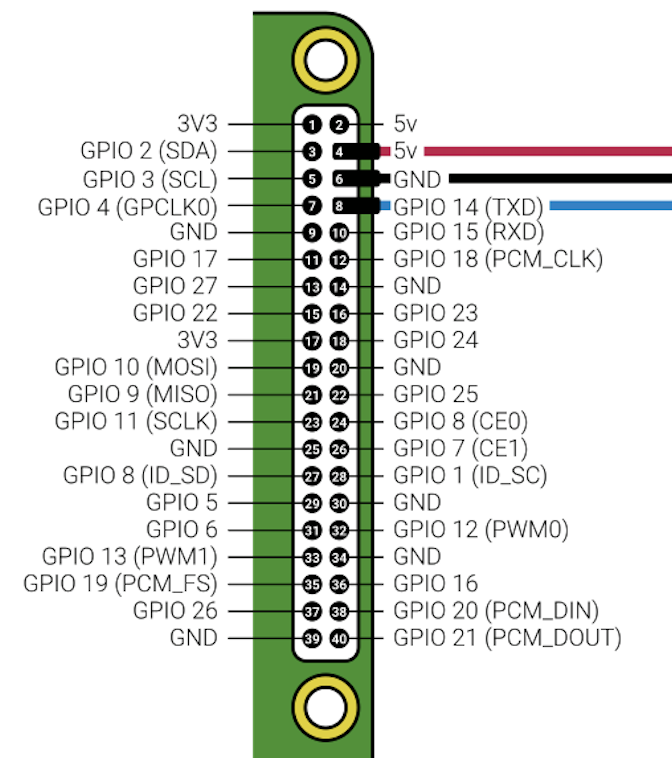 3V3 1 2 5v
GPIO 2 (SDA) 3 4 5v
GPIO 3 (SCL) 5 6 GND
GPIO 4 (GPCLK0) 7 8 GPIO 14 (TXD)
GND 9 10 GPIO 15 (RXD)
GPIO 17 11 12 GPIO 18 (PCM_CLK)
GPIO 27 13 14 GND
GPIO 22 15 16 GPIO 23
3V3 17 18 GPIO 24
GPIO 10 (MOSI) 19 20 GND
GPIO 9 (MISO) 21 22 GPIO 25
GPIO 11 (SCLK) 23 24 GPIO 8 (CE0)
GND 25 26 GPIO 7 (CE1)
GPIO 8 (ID_SD) 27 28 GPIO 1 (ID_SC)
GPIO 5 29 30 GND
GPIO 6 31 32 GPIO 12 (PWM0)
GPIO 13 (PWM1) 33 34 GND
GPIO 19 (PCM_FS) 35 36 GPIO 16
GPIO 26 37 38 GPIO 20 (PCM_DIN)
GND 39 40 GPIO 21 (PCM_DOUT)